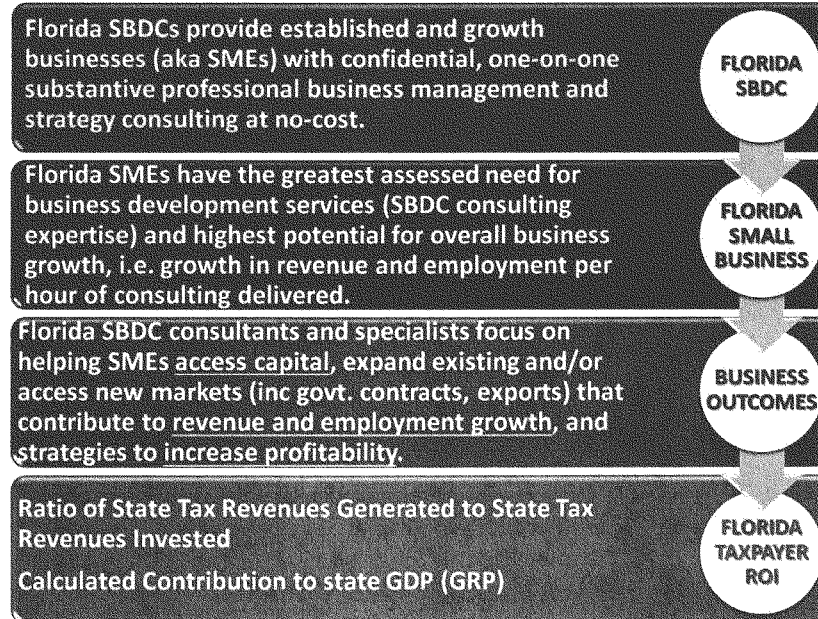 Florida SBDCs provide established and growth
businesses (aka SMEs) with confidential, one-on-one
substantive professional business management and
strategy consulting at no-cost.
FLORIDA
SBDC
Florida SMEs have the greatest assessed need for
business development services (SBDC consulting
expertise) and highest potential for overall business
growth, i.e. growth in revenue and employment per
hour of consulting delivered.
FLORIDA
SMALL
BUSINESS
Florida SBDC consultants and specialists focus on
helping SMEs access capital, expand existing and/or
access new markets (inc govt. contracts, exports) that
contribute to revenue and employment growth, and
strategies to increase profitability.
BUSINESS
OUTCOMES
Ratio of State Tax Revenues Generated to State Tax
Revenues Invested
Calculated Contribution to state GDP (GRP)
FLORIDA
TAXPAYER
ROI